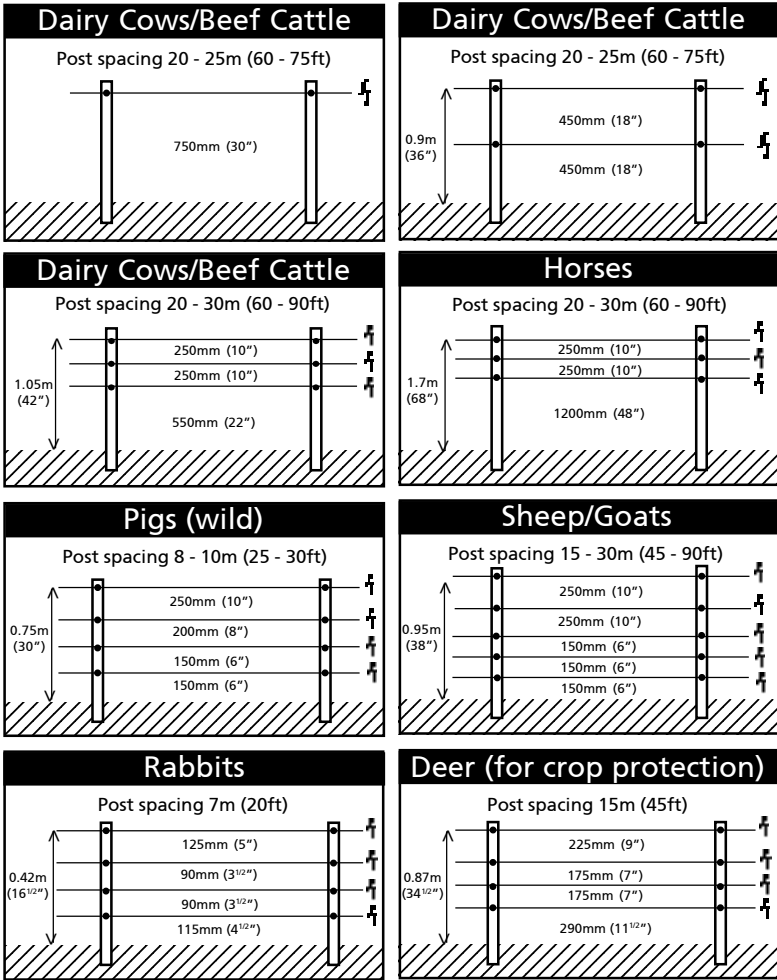 Dairy Cows/Beef Cattle
Post spacing 20 - 25m (60 - 75ft)
750mm (30")
Dairy Cows/Beef Cattle
Post spacing 20 - 25m (60 - 75ft)
450mm (18")
0.9m
(36")
450mm (18")
Dairy Cows/Beef Cattle
Post spacing 20 - 30m (60 - 90ft)
250mm (10")
250mm (10")
1.05m
(42")
550mm (22")
Horses
Post spacing 20 - 30m (60 - 90ft)
250mm (10")
250mm (10")
1.7m
(68")
1200mm (48")
Pigs (wild)
Post spacing 8 - 10m (25 - 30ft)
250mm (10")
0.75m
(30")
200mm (8")
150mm (6")
150mm (6")
Sheep/Goats
Post spacing 15 - 30m (45 - 90ft)
250mm (10")
250mm (10")
0.95m
(38")
150mm (6")
150mm (6")
150mm (6")
Rabbits
Post spacing 7m (20ft)
125mm (5")
0.42m
(16 1/2")
90mm (3 1/2")
90mm (3 1/2")
115mm (4 1/2")
Deer (for crop protection)
Post spacing 15m (45ft)
225mm (9")
0.87m
(34 1/2")
175mm (7")
175mm (7")
290mm (11 1/2")